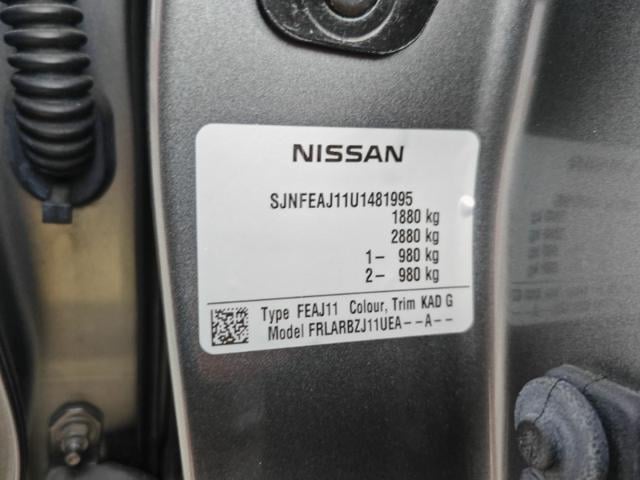 NISSAN
SJNFEAJ11U1481995
1880 kg
2880 kg
1– 980 kg
2– 980 kg
Type FEAJ11 Colour, Trim KAD G
Model FRLARBZJ11UEA––A––